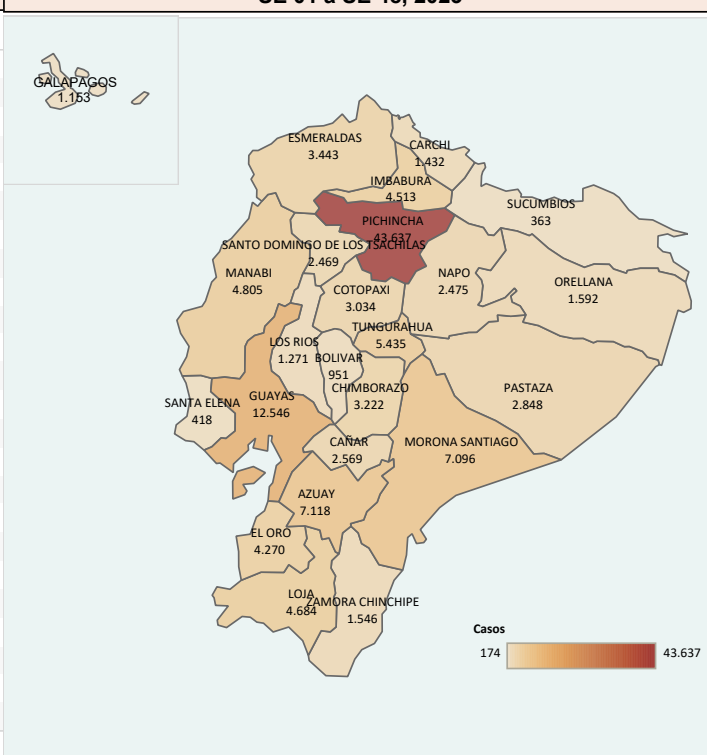 GALAPAGOS
1.153
ESMERALDAS
3.443
CARCHI
1.432
IMBABURA
4.513
SUCUMBIOS
363
PICHINCHA
43.637
SANTO DOMINGO DE LOS TSACHILAS
2.469
MANABI
4.805
NAPO
2.475
ORELLANA
1.592
COTOPAXI
3.034
TUNGURAHUA
5.435
LOS RIOS
1.271
BOLIVAR
951
CHIMBORAZO
3.222
PASTAZA
2.848
GUAYAS
12.546
SANTA ELENA
418
CAÑAR
2.569
MORONA SANTIAGO
7.096
AZUAY
7.118
EL ORO
4.270
LOJA
4.684
ZAMORA CHINCHIPE
1.546
Casos
174
43.637